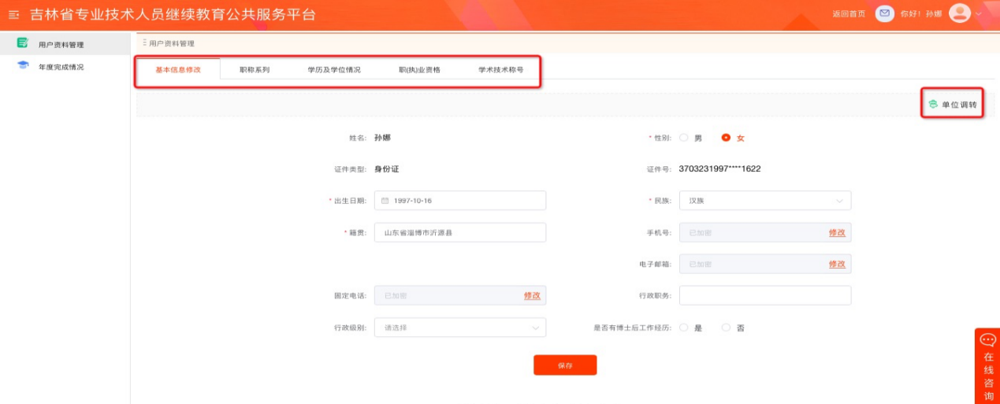 吉林省专业技术人员继续教育公共服务平台
返回首页 你好！孙娜
用户资料管理
年度完成情况
用户资料管理
基本信息修改 职称系列 学历及学位情况 职(执)业资格 学术技术称号
单位调转
姓名: 孙娜 * 性别: 男 女
证件类型: 身份证 证件号: 3703231997****1622
* 出生日期: 1997-10-16 * 民族: 汉族
* 籍贯: 山东省淄博市沂源县 手机号: 已加密 修改
电子邮箱: 已加密 修改
固定电话: 已加密 修改 行政职务:
行政级别: 请选择 是否有博士后工作经历: 是 否
保存
在线咨询